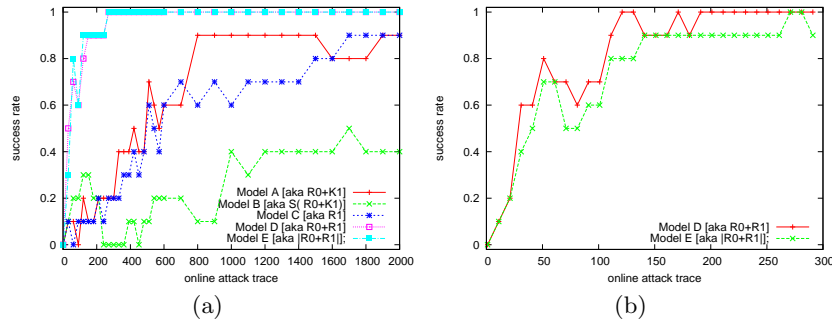 success rate
1
0.8
0.6
0.4
0.2
0
0 200 400 600 800 1000 1200 1400 1600 1800 2000
online attack trace
Model A [aka R0+K1]
Model B [aka S( R0+K1)]
Model C [aka R1]
Model D [aka R0+R1]
Model E [aka |R0+R1|];
(a)
success rate
1
0.8
0.6
0.4
0.2
0
0 50 100 150 200 250 300
online attack trace
Model D [aka R0+R1]
Model E [aka |R0+R1|];
(b)